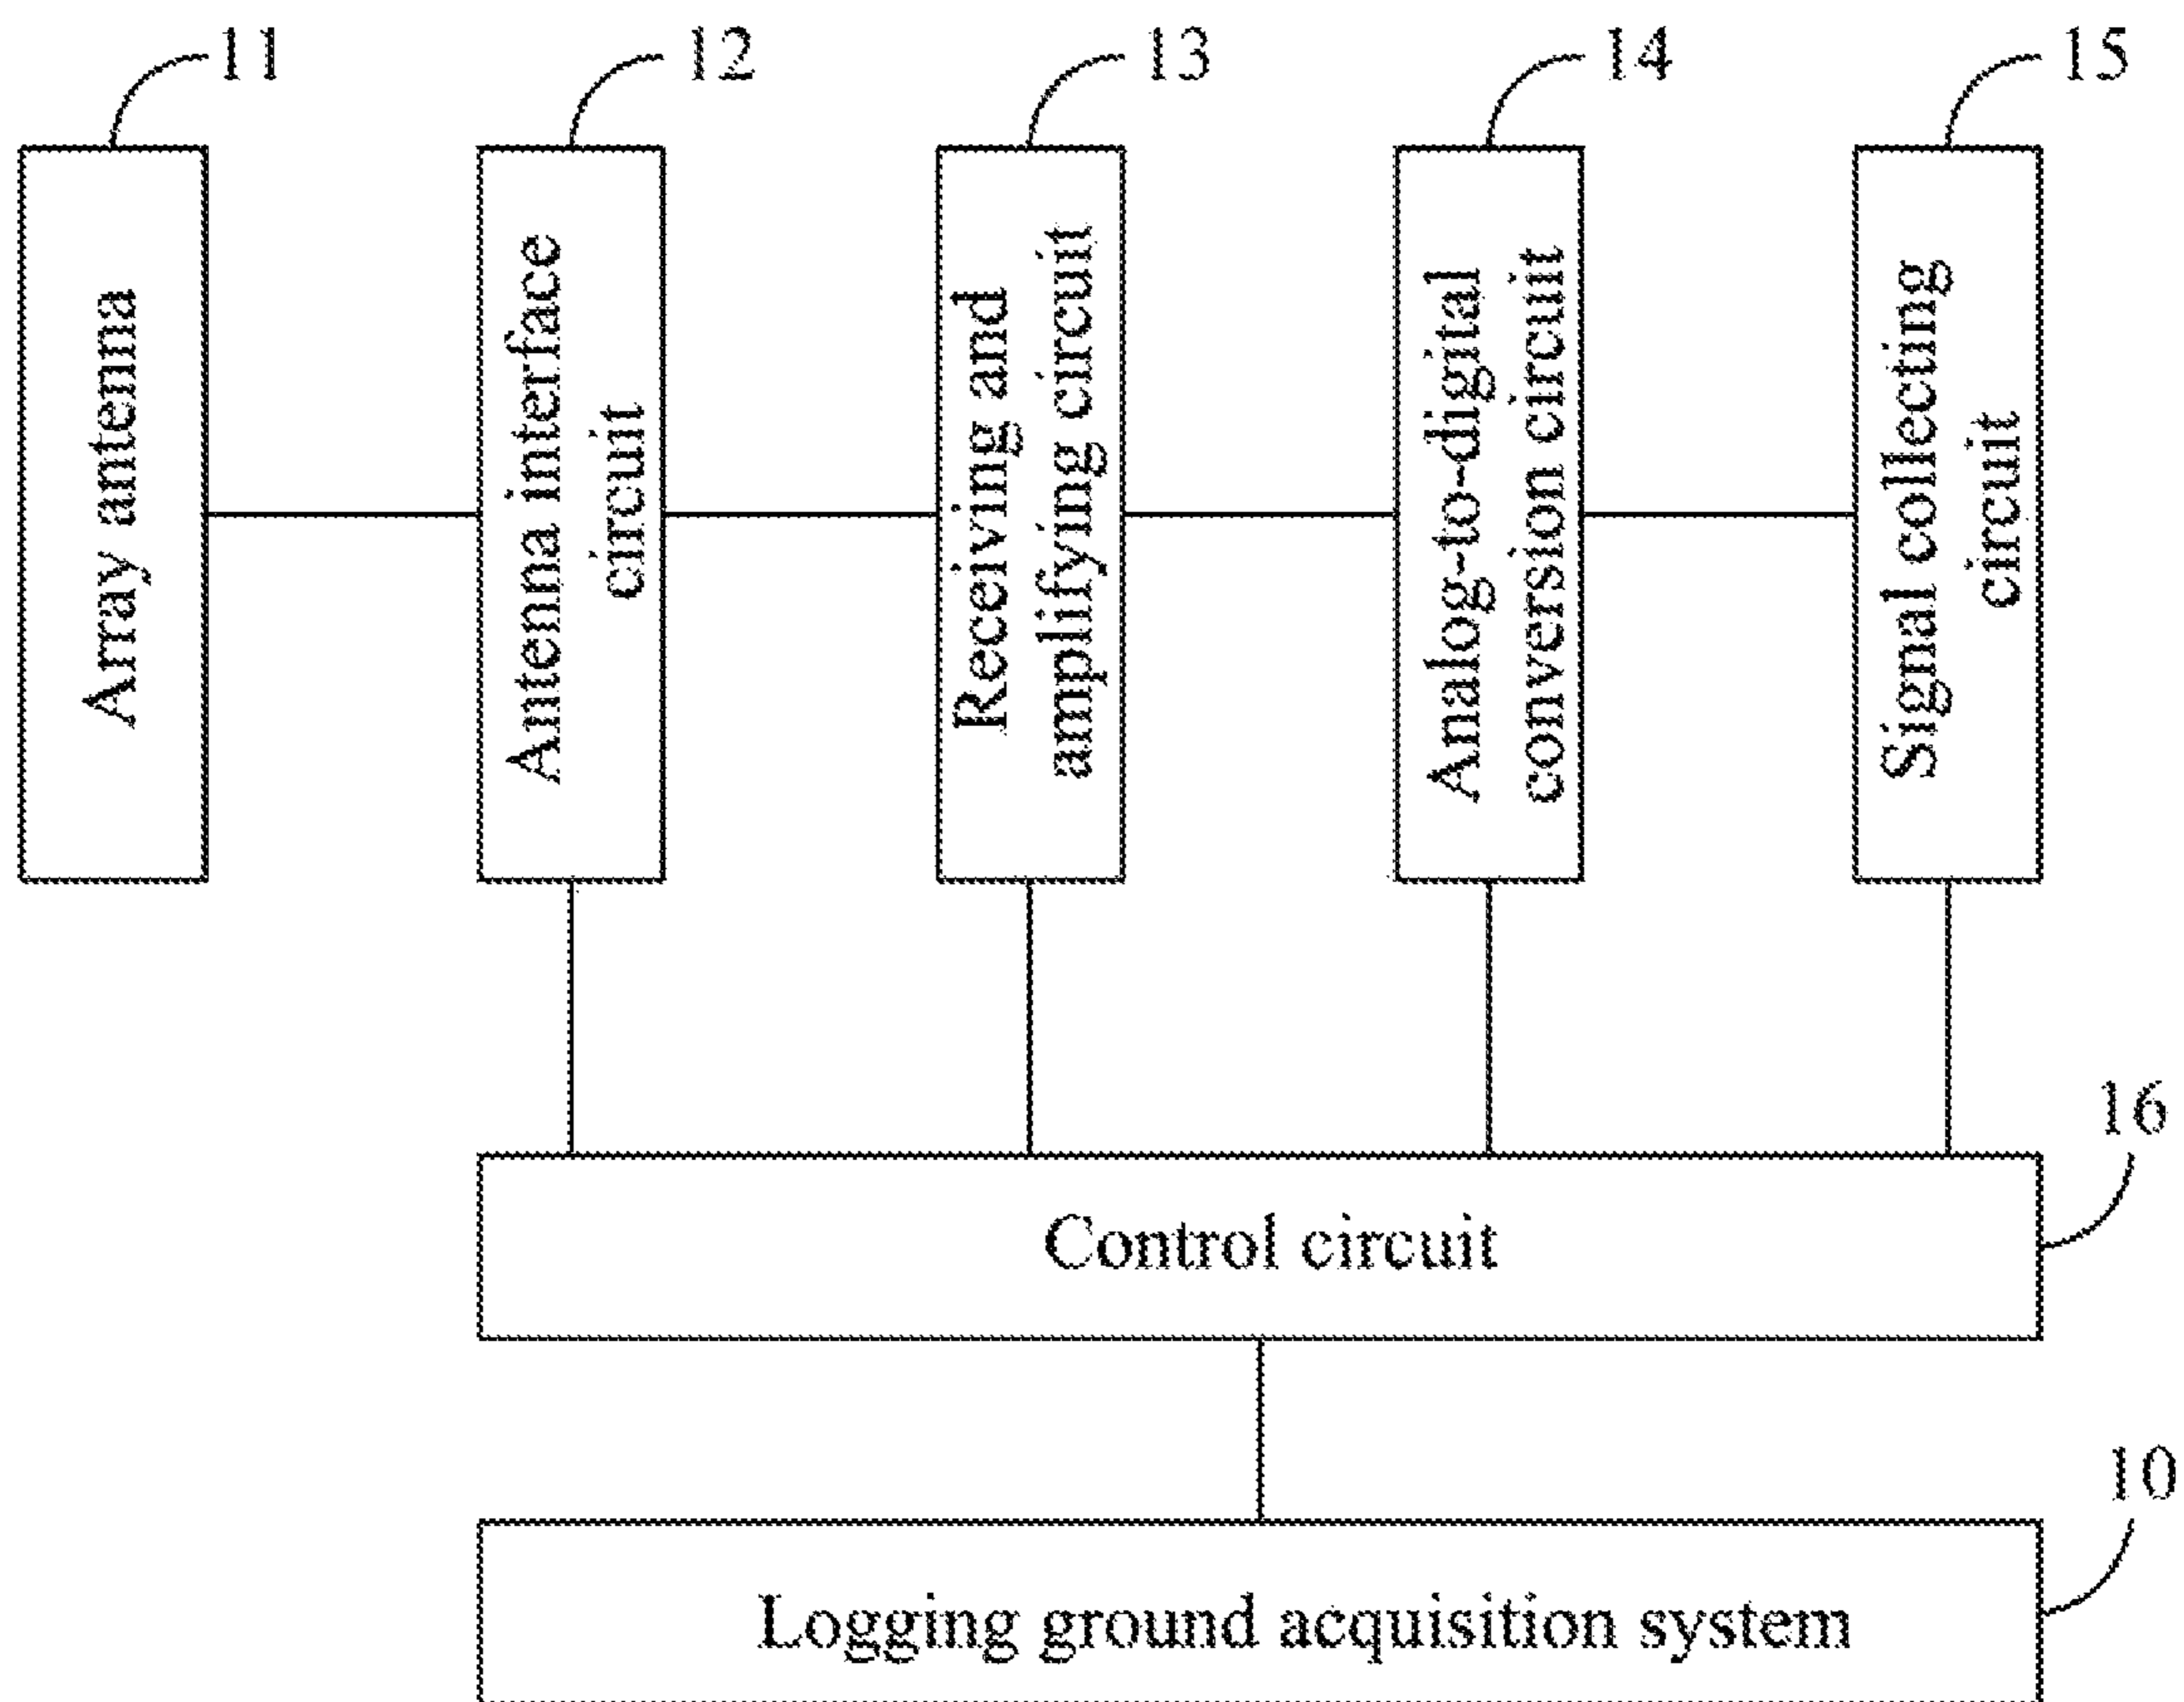 11
12
13
14
15
Array antenna
Antenna interface
circuit
Receiving and
amplifying circuit
Analog-to-digital
conversion circuit
Signal collecting
circuit
16
Control circuit
10
Logging ground acquisition system